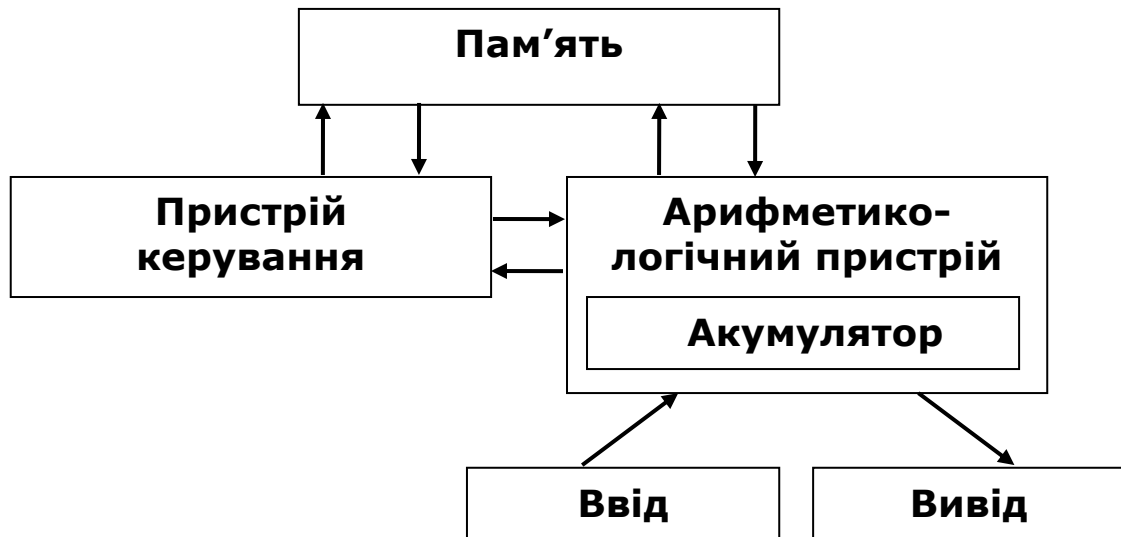 Пам’ять
Пристрій
керування
Арифметико-
логічний пристрій
Акумулятор
Ввід
Вивід